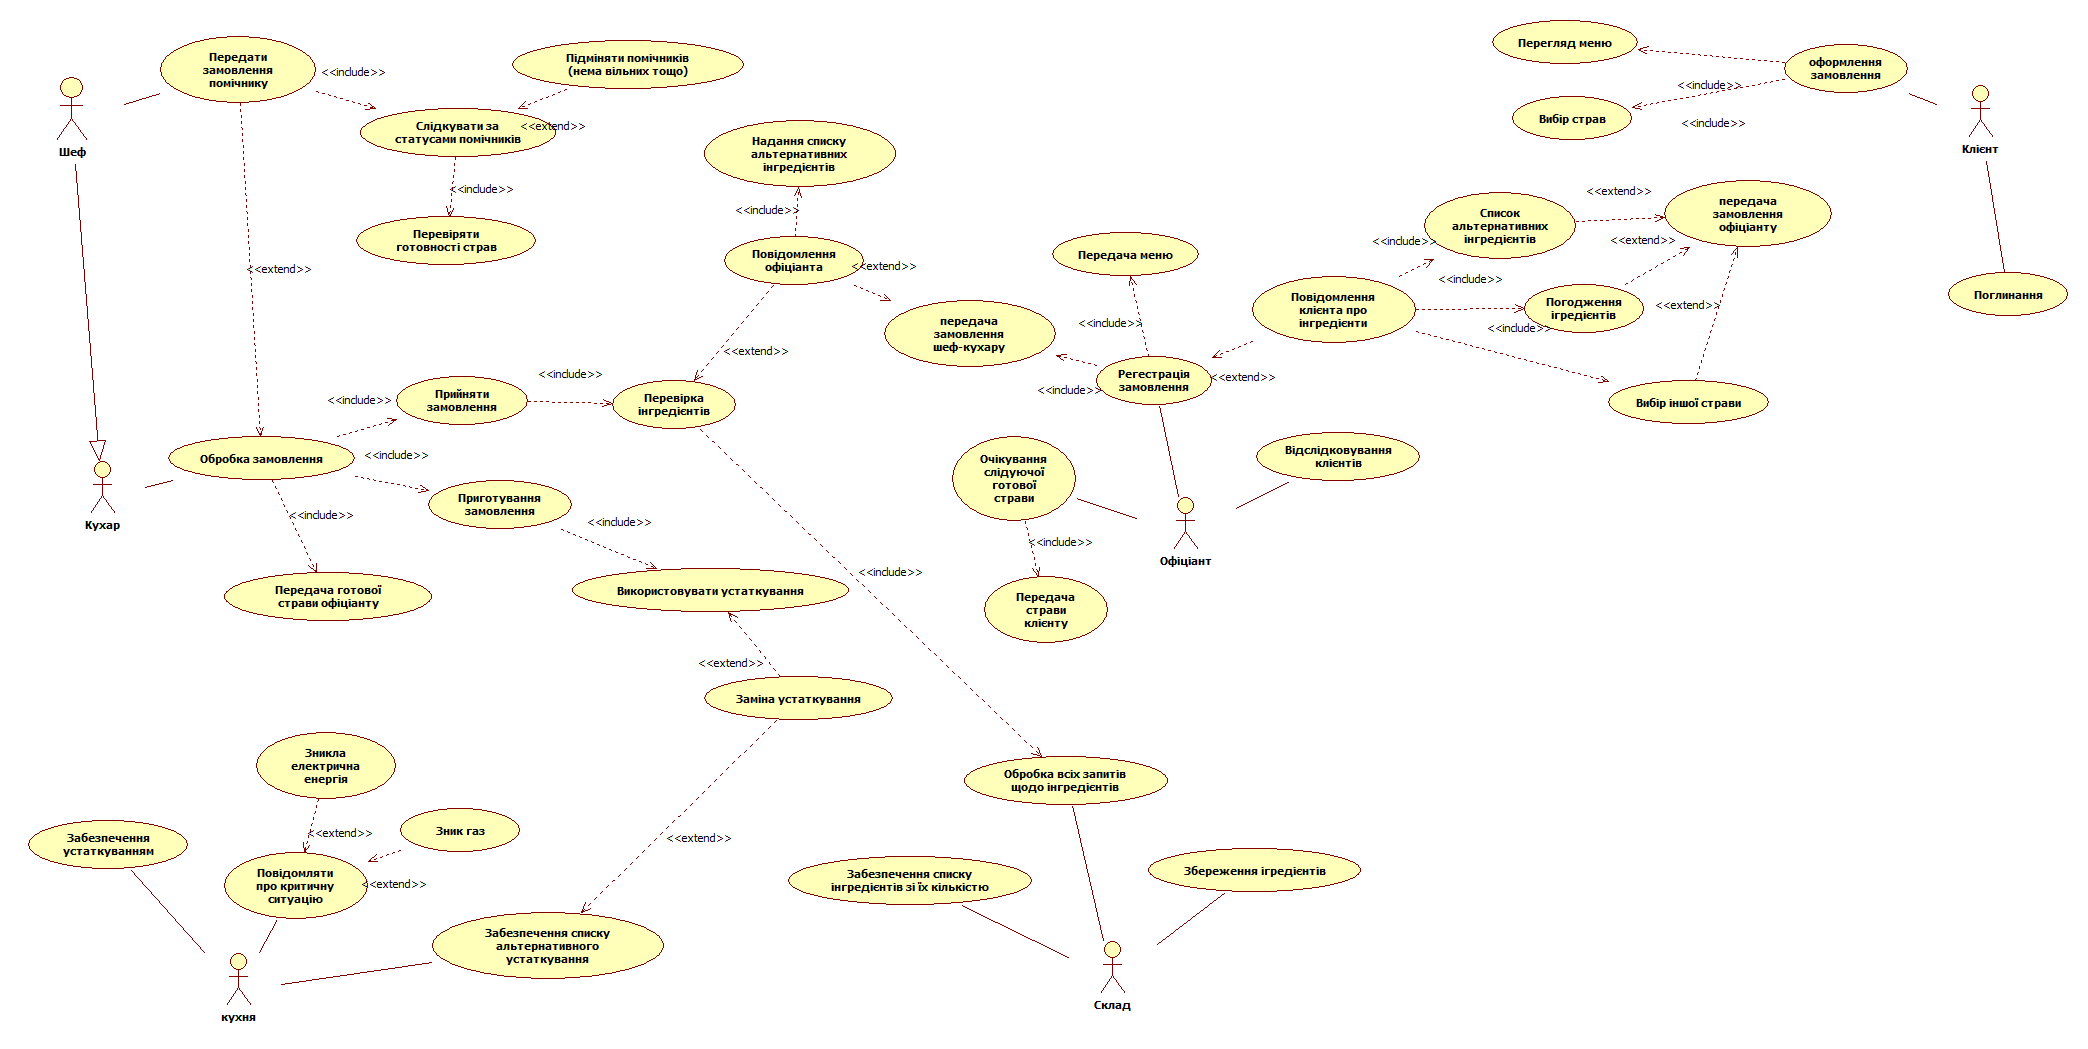 Передати
замовлення
помічнику
<<include>>
Підміняти помічників
(нема вільних тощо)
Шеф
Слідкувати за
статусами помічників
<<extend>>
<<include>>
Перевіряти
готовності страв
<<extend>>
Надання списку
альтернативних
інгредієнтів
<<include>>
Повідомлення
офіціанта
<<extend>>
<<extend>>
передача
замовлення
шеф-кухару
Передача меню
<<include>>
<<include>>
Регестрація
замовлення
<<extend>>
Повідомлення
клієнта про
інгредієнти
<<include>>
<<include>>
<<include>>
Список
альтернативних
інгредієнтів
<<extend>>
<<extend>>
<<extend>>
передача
замовлення
офіціанту
Погодження
ігредієнтів
Вибір іншої страви
Перегляд меню
оформлення
замовлення
<<include>>
Вибір страв
<<include>>
Клієнт
Поглинання
Прийняти
замовлення
<<include>>
<<include>>
Перевірка
інгредієнтів
Обробка замовлення
<<include>>
Кухар
Приготування
замовлення
<<include>>
<<include>>
Передача готової
страви офіціанту
Використовувати устаткування
<<include>>
<<extend>>
Заміна устаткування
<<extend>>
Очікування
слідуючої
готової
страви
<<include>>
Передача
страви
клієнту
Відслідковування
клієнтів
Офіціант
Зникла
електрична
енергія
<<extend>>
Зник газ
<<extend>>
Забезпечення
устаткуванням
Повідомляти
про критичну
ситуацію
Забезпечення списку
альтернативного
устаткування
кухня
Обробка всіх запитів
щодо інгредієнтів
Забезпечення списку
інгредієнтів зі їх кількістю
Збереження ігредієнтів
Склад